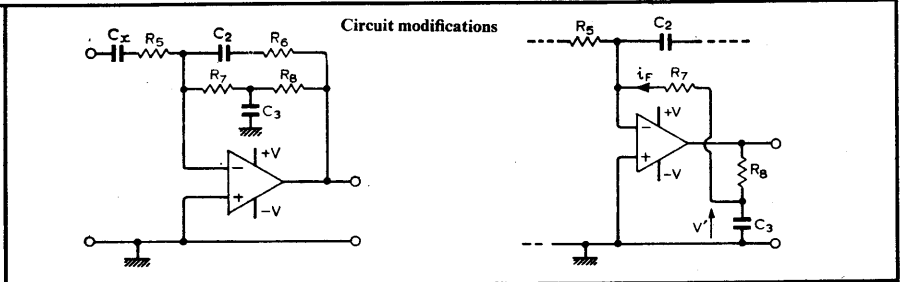 Circuit modifications
Cx R5 C2 R6
R7 R8
C3
+V
−
+
−V
R5 C2
iF R7
+V
−
+
−V
R8
V' C3